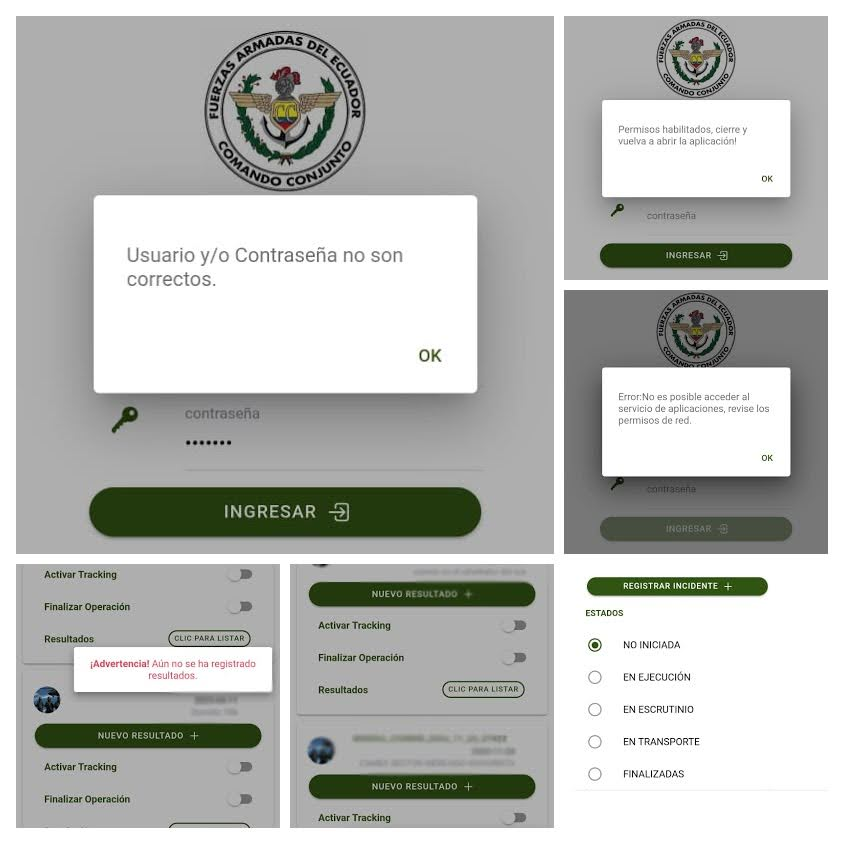 FUERZAS ARMADAS DEL ECUADOR
CC
COMANDO CONJUNTO
Usuario y/o Contraseña no son
correctos.
OK
contraseña
•••••••
INGRESAR
FUERZAS ARMADAS DEL ECUADOR
CC
COMANDO CONJUNTO
Permisos habilitados, cierre y
vuelva a abrir la aplicación!
OK
contraseña
INGRESAR
FUERZAS ARMADAS DEL ECUADOR
CC
Error:No es posible acceder al
servicio de aplicaciones, revise los
permisos de red.
OK
contraseña
INGRESAR
Activar Tracking
Finalizar Operación
Resultados
CLIC PARA LISTAR
¡Advertencia! Aún no se ha registrado
resultados.
NUEVO RESULTADO +
Activar Tracking
Finalizar Operación
NUEVO RESULTADO +
Activar Tracking
Finalizar Operación
Resultados
CLIC PARA LISTAR
NUEVO RESULTADO +
Activar Tracking
REGISTRAR INCIDENTE +
ESTADOS
NO INICIADA
EN EJECUCIÓN
EN ESCRUTINIO
EN TRANSPORTE
FINALIZADAS